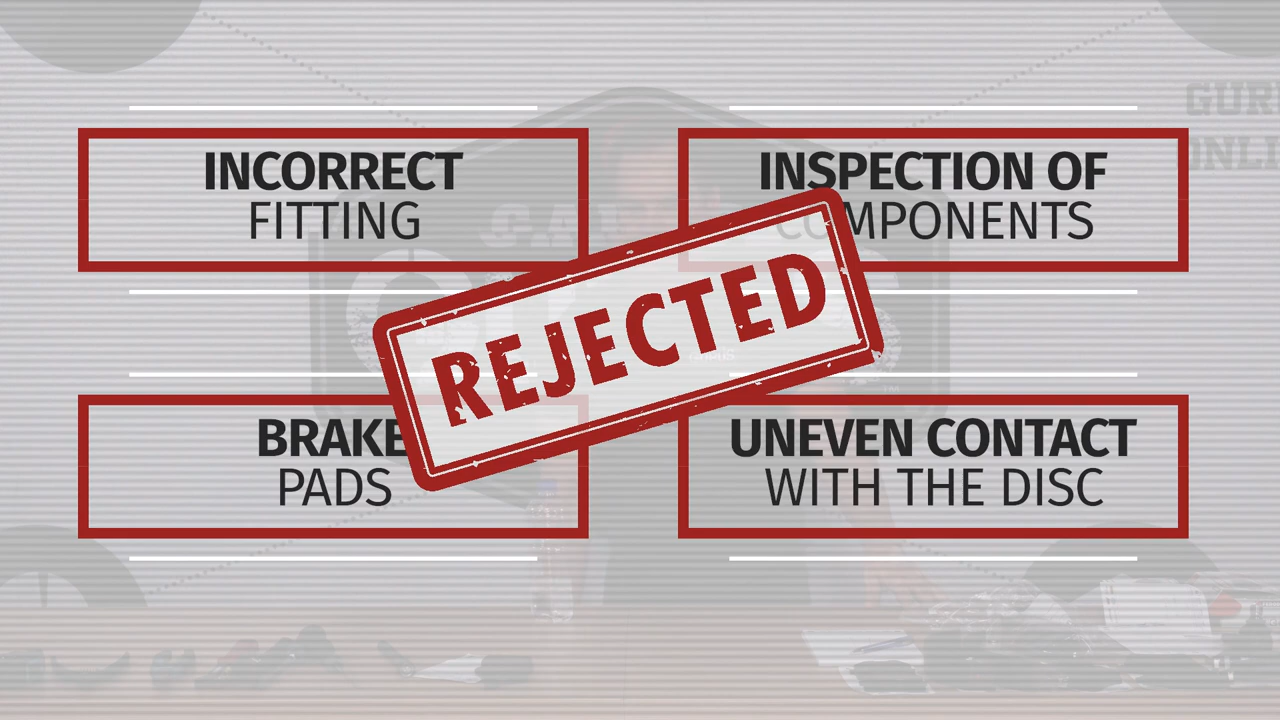 INCORRECT
FITTING
INSPECTION OF
COMPONENTS
REJECTED
BRAKE
PADS
UNEVEN CONTACT
WITH THE DISC